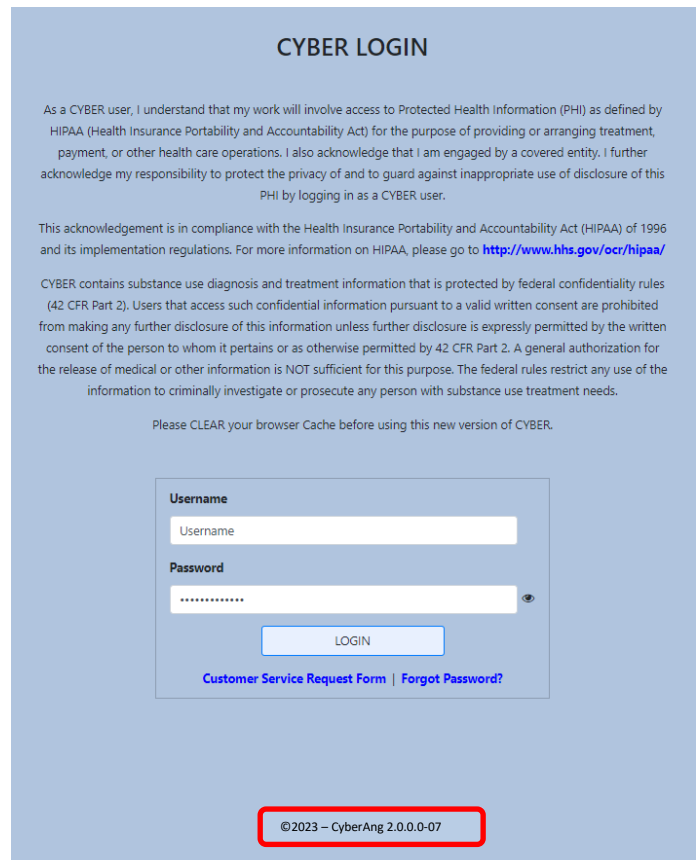 CYBER LOGIN
As a CYBER user, I understand that my work will involve access to Protected Health Information (PHI) as defined by
HIPAA (Health Insurance Portability and Accountability Act) for the purpose of providing or arranging treatment,
payment, or other health care operations. I also acknowledge that I am engaged by a covered entity. I further
acknowledge my responsibility to protect the privacy of and to guard against inappropriate use of disclosure of this
PHI by logging in as a CYBER user.
This acknowledgement is in compliance with the Health Insurance Portability and Accountability Act (HIPAA) of 1996
and its implementation regulations. For more information on HIPAA, please go to http://www.hhs.gov/ocr/hipaa/
CYBER contains substance use diagnosis and treatment information that is protected by federal confidentiality rules
(42 CFR Part 2). Users that access such confidential information pursuant to a valid written consent are prohibited
from making any further disclosure of this information unless further disclosure is expressly permitted by the written
consent of the person to whom it pertains or as otherwise permitted by 42 CFR Part 2. A general authorization for
the release of medical or other information is NOT sufficient for this purpose. The federal rules restrict any use of the
information to criminally investigate or prosecute any person with substance use treatment needs.
Please CLEAR your browser Cache before using this new version of CYBER.
Username
Username
Password
•••••••••••••
LOGIN
Customer Service Request Form | Forgot Password?
©2023 – CyberAng 2.0.0.0-07